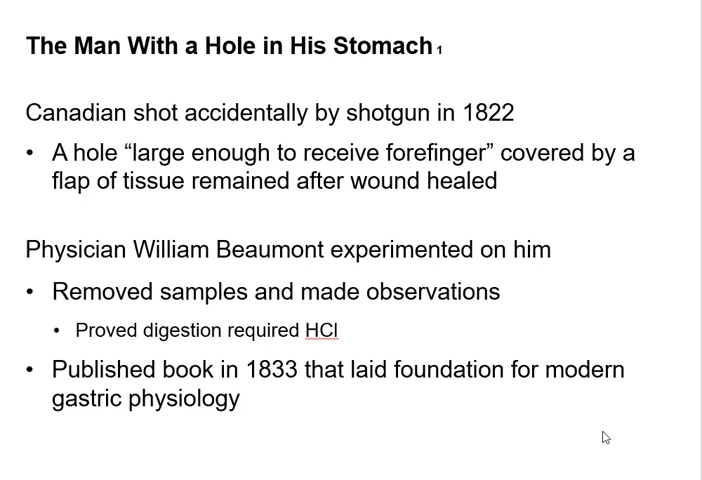 The Man With a Hole in His Stomach 1
Canadian shot accidentally by shotgun in 1822
• A hole “large enough to receive forefinger” covered by a
flap of tissue remained after wound healed
Physician William Beaumont experimented on him
• Removed samples and made observations
• Proved digestion required HCl
• Published book in 1833 that laid foundation for modern
gastric physiology